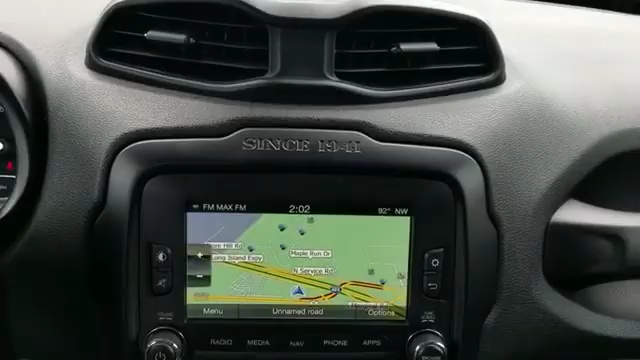 SINCE 1941
FM MAX FM 2:02 92° NW
Maple Run Dr
Long Island Expy
N Service Rd
Menu Unnamed road Options
RADIO MEDIA NAV PHONE APPS